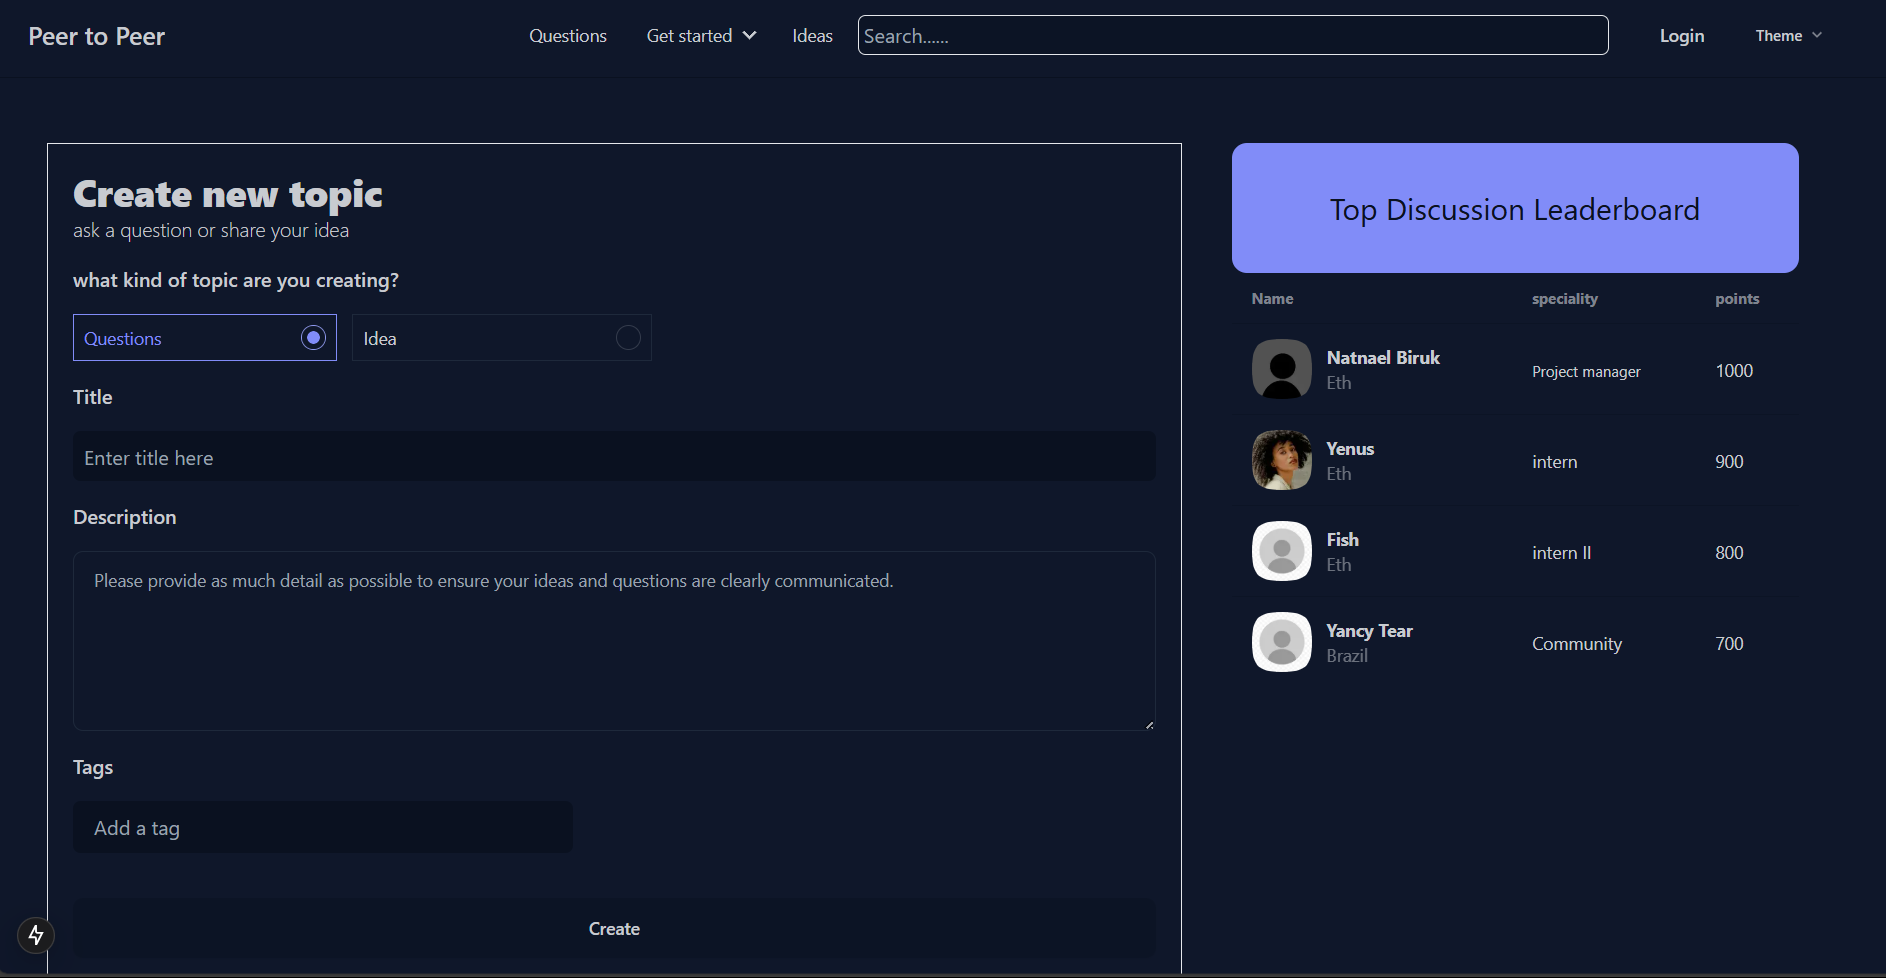 Peer to Peer
Questions
Get started
Ideas
Search......
Login
Theme
Create new topic
ask a question or share your idea
what kind of topic are you creating?
Questions
Idea
Title
Enter title here
Description
Please provide as much detail as possible to ensure your ideas and questions are clearly communicated.
Tags
Add a tag
Create
Top Discussion Leaderboard
Name speciality points
Natnael Biruk
Eth
Project manager
1000
Yenus
Eth
intern
900
Fish
Eth
intern II
800
Yancy Tear
Brazil
Community
700